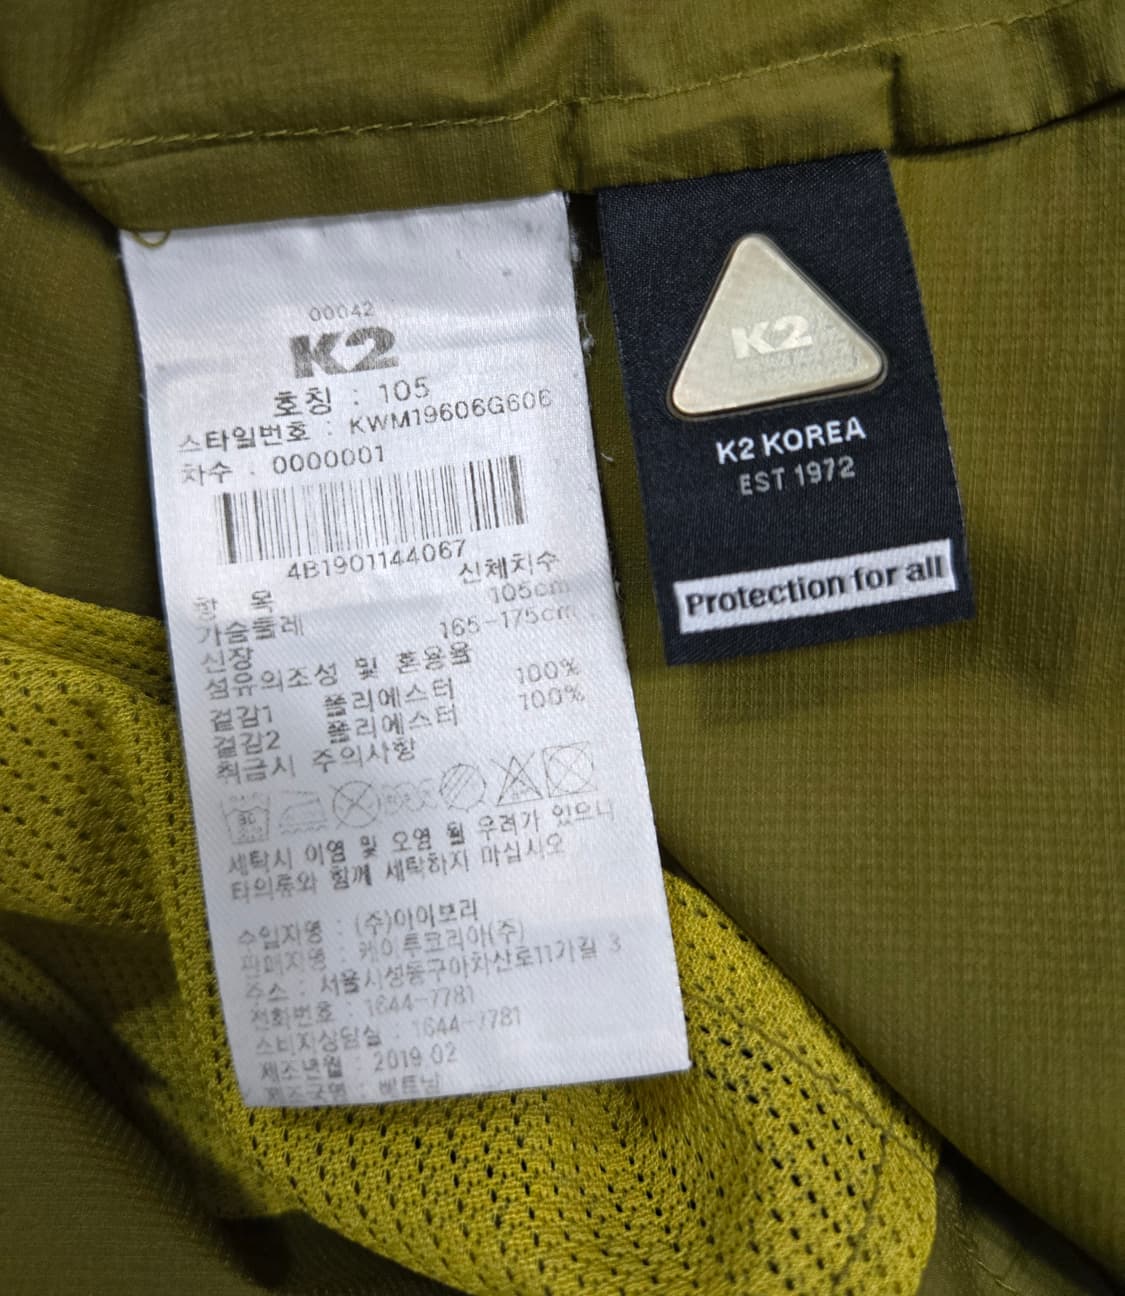 00042
K2
호칭 : 105
스타일번호 : KWM19606G606
차수 . 0000001
4B1901144067
항 목 신체치수
가슴둘레 105cm
신장 165-175cm
섬유의조성 및 혼용율
겉감1 폴리에스터 100%
겉감2 폴리에스터 100%
취급시 주의사항
30
세탁시 이염 및 오염 될 우려가 있으니
타의류와 함께 세탁하지 마십시오
수입자명 : (주)아이보리
판매자명 : 케이투코리아(주)
주소 : 서울시성동구아차산로11가길 3
전화번호 : 1644-7781
소비자상담실 : 1644-7781
제조년월 : 2019.02
제조국명 : 베트남
K2
K2 KOREA
EST 1972
Protection for all